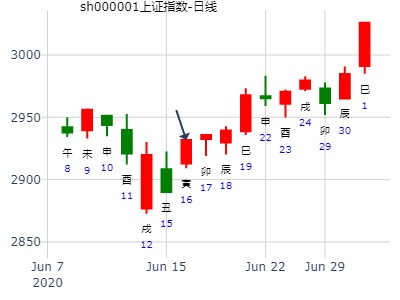 sh000001上证指数-日线
3000
2950
2900
2850
午
8
未
9
申
10
酉
11
戌
12
丑
15
寅
16
卯
17
辰
18
巳
19
申
22
酉
23
戌
24
卯
29
辰
30
巳
1
Jun 7
2020
Jun 15
Jun 22
Jun 29